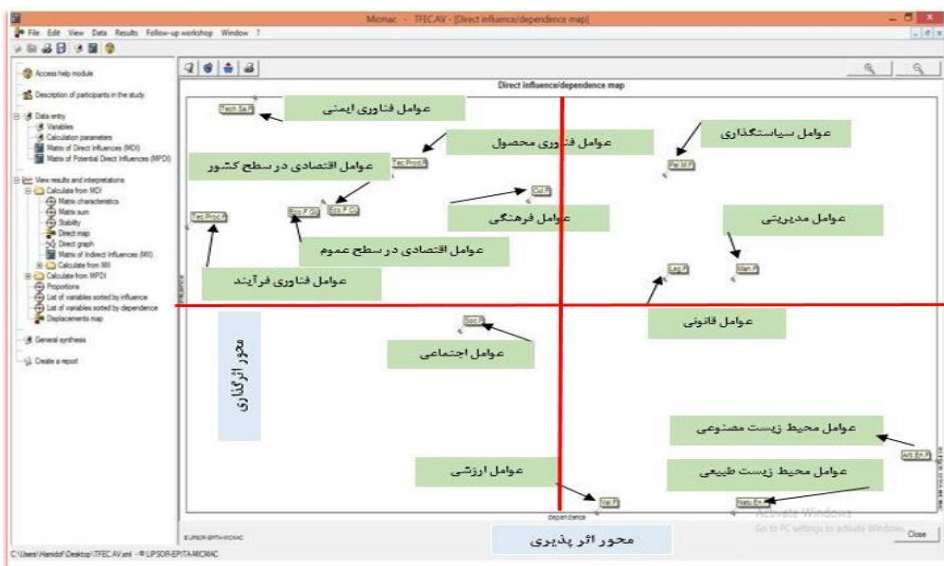 Micmac - TFEC.AV - [Direct influence/dependence map]
File Edit View Data Results Follow-up workshop Window ?
Access help module
Description of participants in the study.
Data entry
Variables
Calculation parameters
Matrix of Direct Influences (MDI)
Matrix of Potential Direct Influences (MPDI)
View results and interpretations
Calculate from MDI
Matrix characteristics
Matrix sum
Stability
Direct map
Direct graph
Matrix of Indirect Influences (MII)
Calculate from MII
Calculate from MPDI
Proportions
List of variables sorted by influence
List of variables sorted by dependence
Displacements map
General synthesis
Create a report
Direct influence/dependence map
Tech.Sa.F
عوامل فناوری ایمنی
عوامل سیاستگذاری
عوامل فناوری محصول
Tec.Prod.F
Pol.M.F
عوامل اقتصادی در سطح کشور
Cul.F
Eco.F.Co
عوامل فرهنگی
عوامل مدیریتی
Tec.Proc.F
عوامل اقتصادی در سطح عموم
Leg.F
Man.F
عوامل فناوری فرآیند
عوامل قانونی
Soc.F
عوامل اجتماعی
محور اثرگذاری
عوامل محیط زیست مصنوعی
Arti.En.F
عوامل ارزشی
عوامل محیط زیست طبیعی
Val.F
Natu.En.F
dependence
Activate Windows
Go to PC settings to activate Windows.
محور اثر پذیری
© LIPSOR-EPITA-MICMAC
Close
C:\Users\Hamidof\Desktop\TFEC.AV.xml - © LIPSOR-EPITA-MICMAC